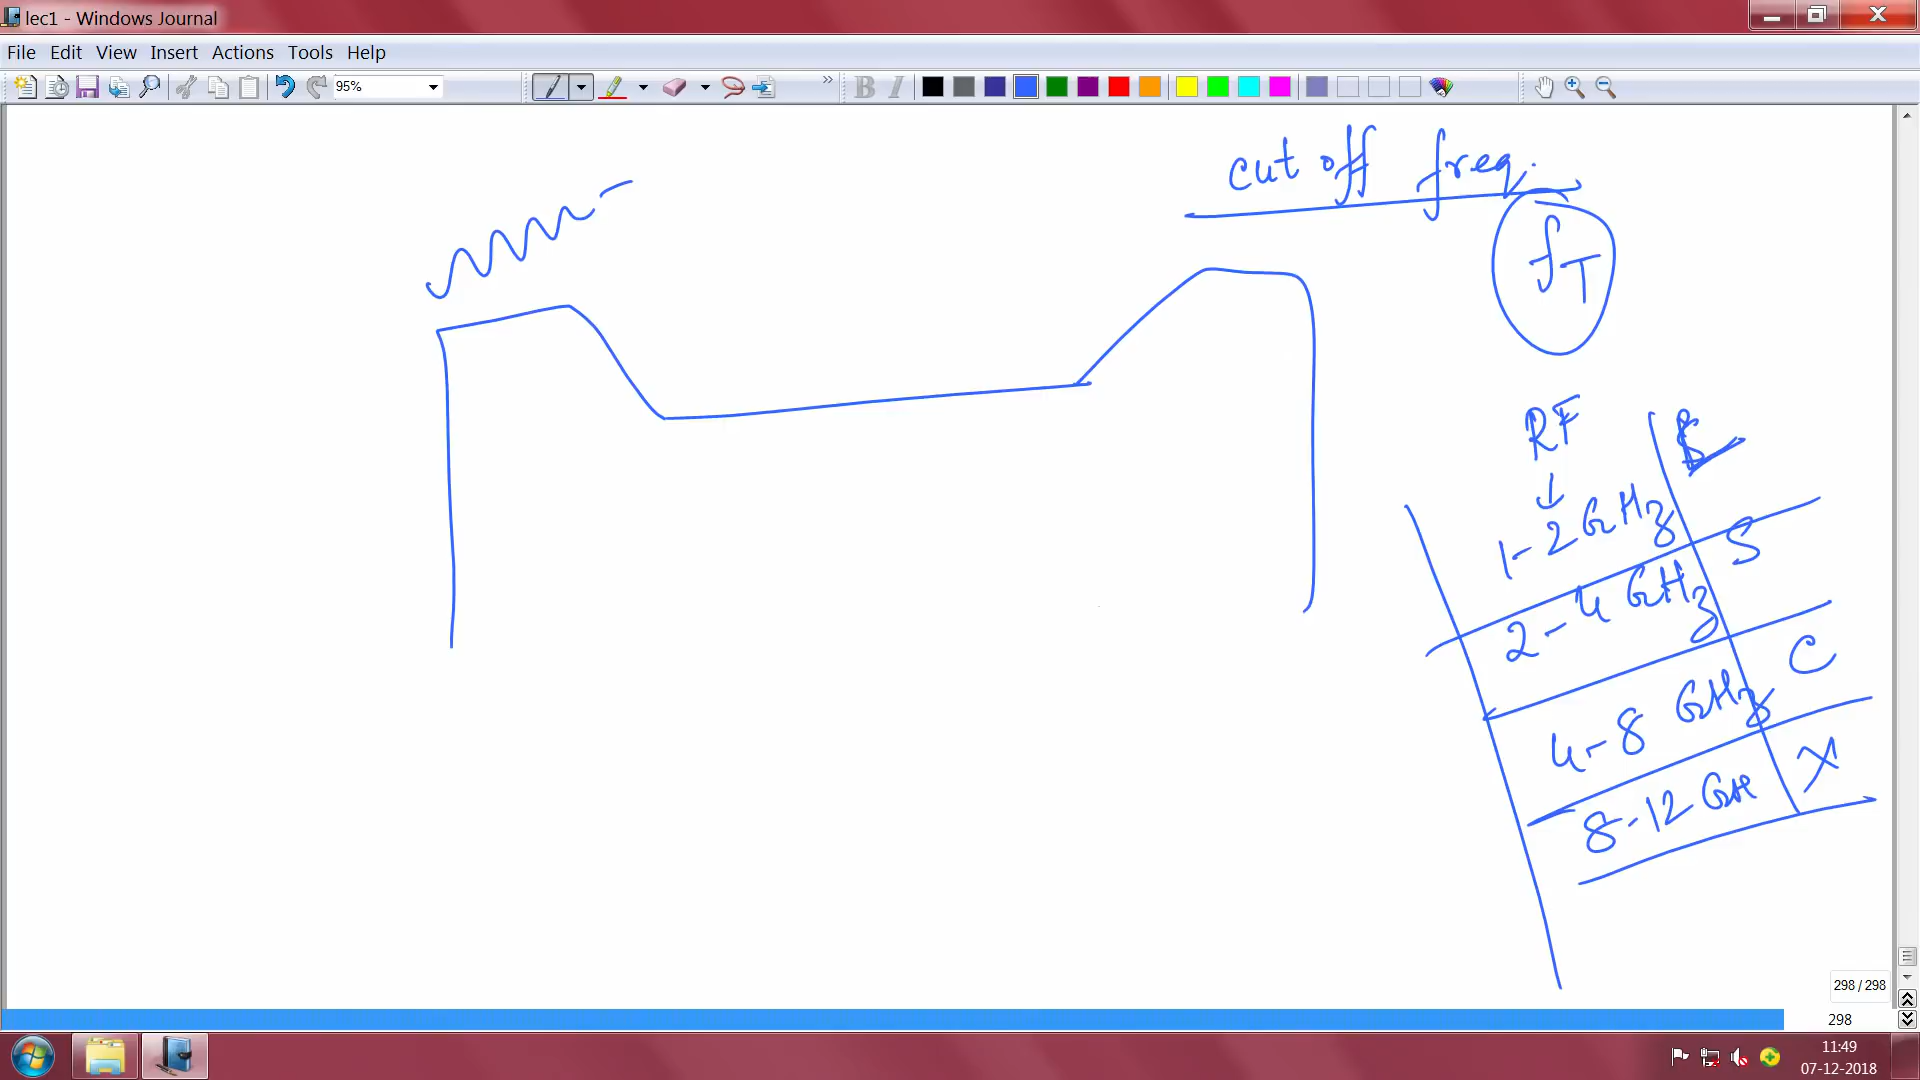 lec1 - Windows Journal
File Edit View Insert Actions Tools Help
95%
cut off freq.
fT
RF
1-2 GHz L
2-4 GHz S
4-8 GHz C
8-12 GH X
298 / 298
298
11:49
07-12-2018